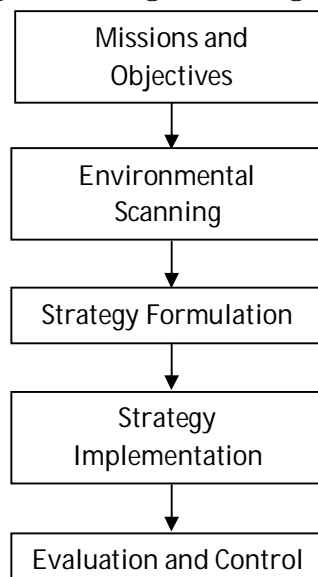 Missions and
Objectives
Environmental
Scanning
Strategy Formulation
Strategy
Implementation
Evaluation and Control